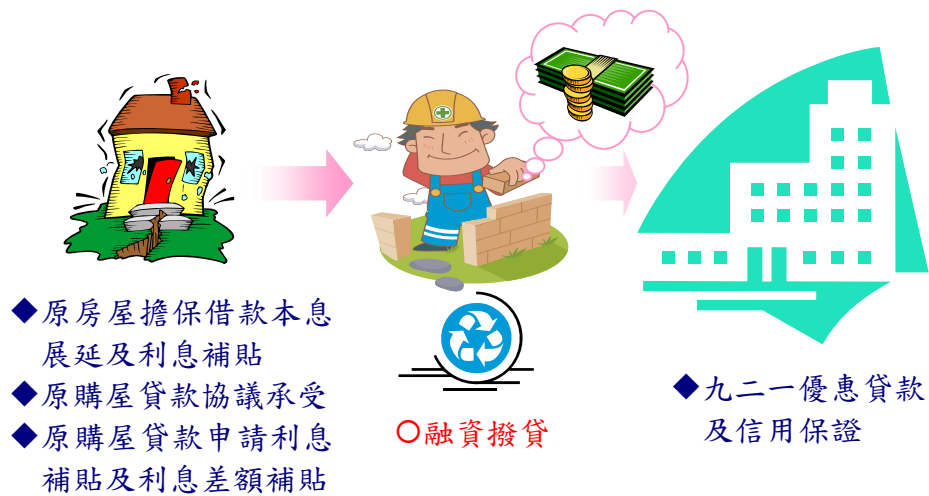 ◆原房屋擔保借款本息
展延及利息補貼
◆原購屋貸款協議承受
◆原購屋貸款申請利息
補貼及利息差額補貼
○融資撥貸
◆九二一優惠貸款
及信用保證